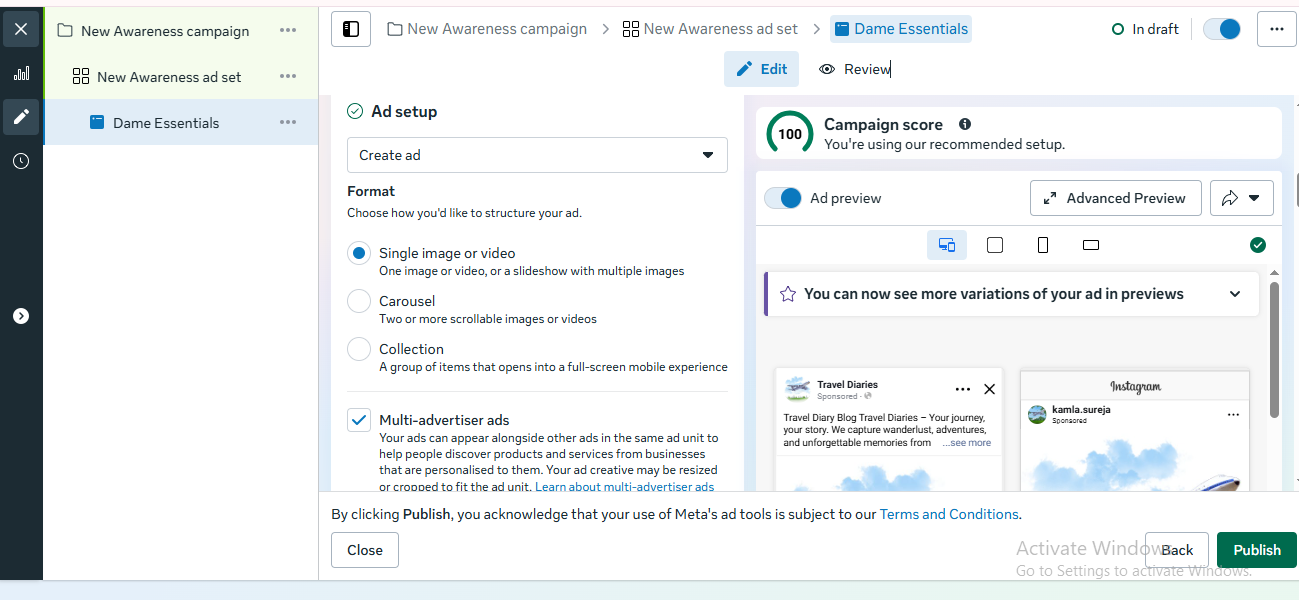 New Awareness campaign
New Awareness ad set
Dame Essentials
New Awareness campaign > New Awareness ad set > Dame Essentials
In draft
Edit
Review
Ad setup
Create ad
Format
Choose how you'd like to structure your ad.
Single image or video
One image or video, or a slideshow with multiple images
Carousel
Two or more scrollable images or videos
Collection
A group of items that opens into a full-screen mobile experience
Multi-advertiser ads
Your ads can appear alongside other ads in the same ad unit to
help people discover products and services from businesses
that are personalised to them. Your ad creative may be resized
or cropped to fit the ad unit. Learn about multi-advertiser ads
100
Campaign score
You're using our recommended setup.
Ad preview
Advanced Preview
You can now see more variations of your ad in previews
Travel Diaries
Sponsored ·
Travel Diary Blog Travel Diaries – Your journey,
your story. We capture wanderlust, adventures,
and unforgettable memories from ...see more
Instagram
kamla.sureja
Sponsored
By clicking Publish, you acknowledge that your use of Meta's ad tools is subject to our Terms and Conditions.
Close
Back
Publish
Activate Windows
Go to Settings to activate Windows.